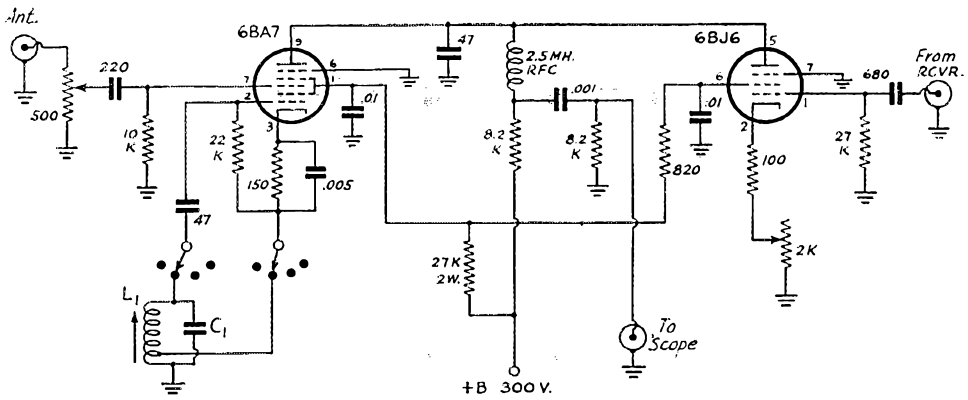 Ant.
6BA7
9
47
2.5MH.
RFC
6BJ6
5
From
RCVR.
220
7
6
1
2
3
.01
.001
6
7
1
2
680
.01
500
10
K
22
K
150
.005
8.2
K
8.2
K
820
100
27
K
47
27K
2W.
2K
L1
C1
To
Scope
+B 300V.